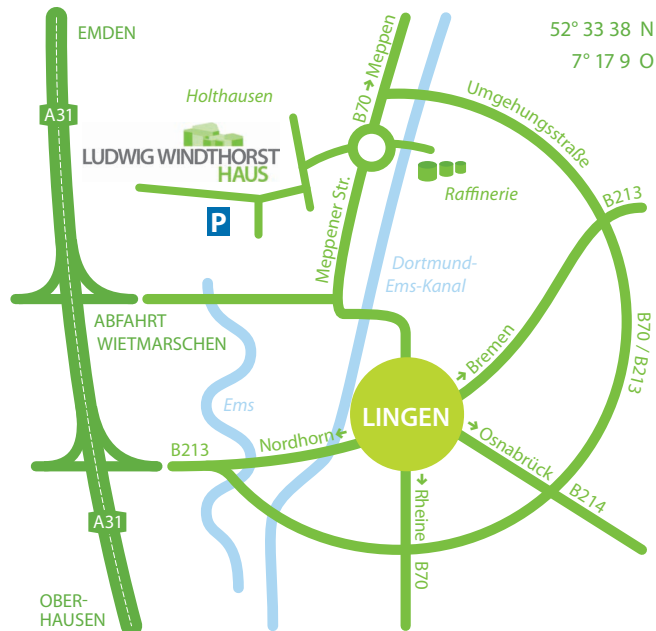 EMDEN
52° 33 38 N
7° 17 9 O
A31
Holthausen
B70 → Meppen
Umgehungsstraße
LUDWIG WINDTHORST
HAUS
P
Raffinerie
B213
Meppener Str.
Dortmund-
Ems-Kanal
ABFAHRT
WIETMARSCHEN
B70 / B213
→ Bremen
Ems
LINGEN
B213
Nordhorn ←
→ Osnabrück
B214
→ Rheine
B70
A31
OBER-
HAUSEN